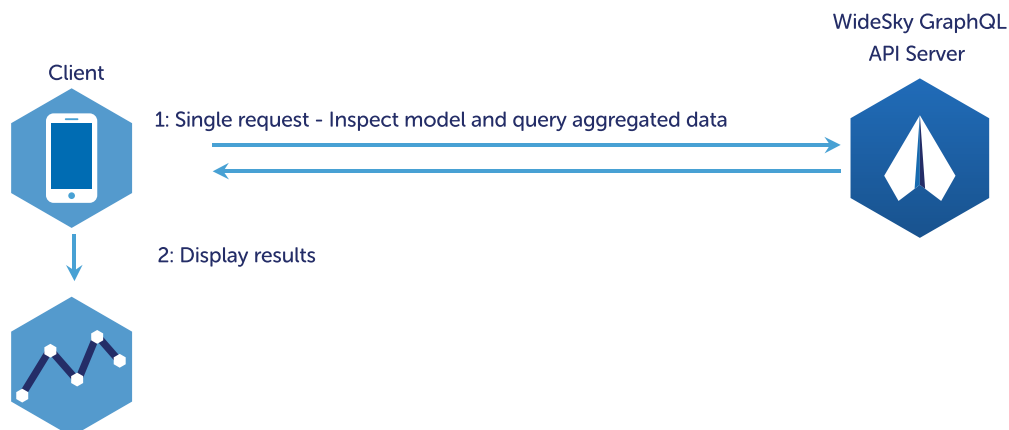 WideSky GraphQL
API Server
Client
1: Single request - Inspect model and query aggregated data
2: Display results